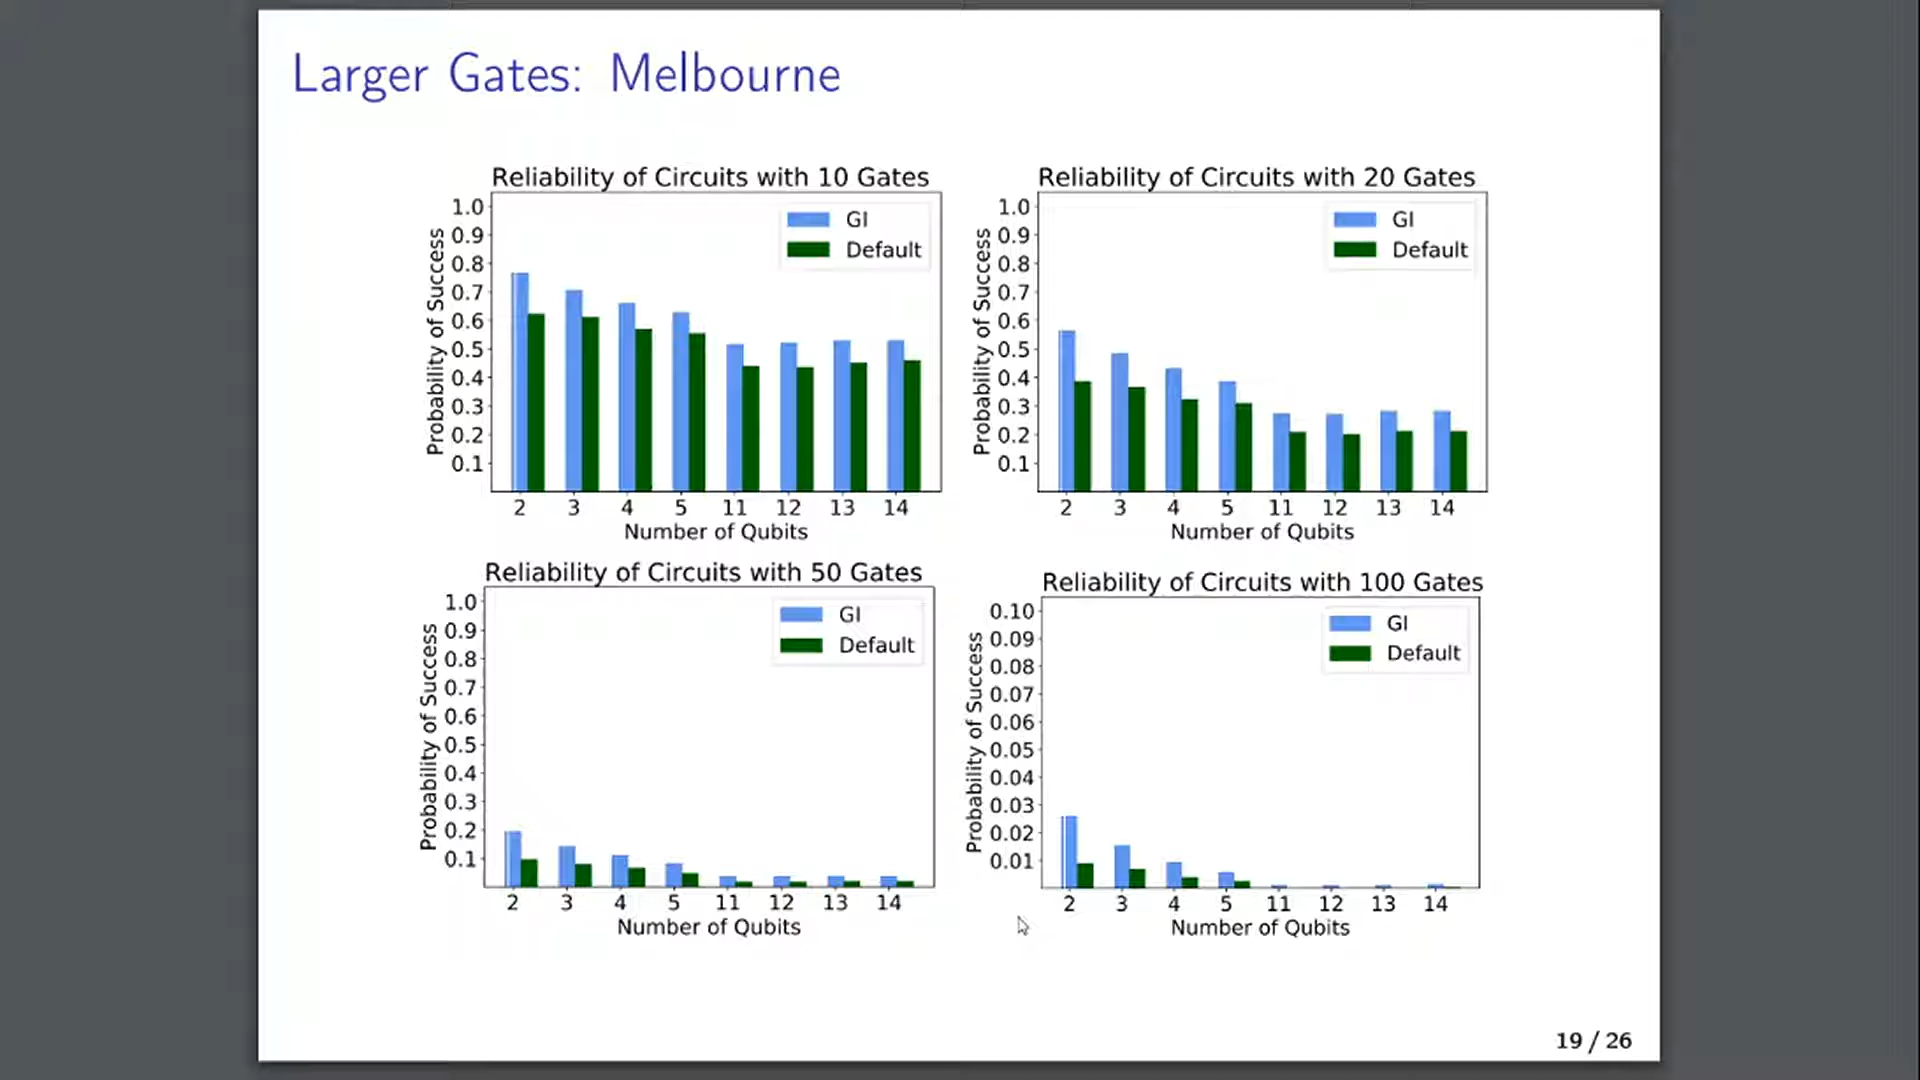 Larger Gates: Melbourne
Reliability of Circuits with 10 Gates
Probability of Success
1.0
0.9
0.8
0.7
0.6
0.5
0.4
0.3
0.2
0.1
GI
Default
2 3 4 5 11 12 13 14
Number of Qubits
Reliability of Circuits with 20 Gates
Probability of Success
1.0
0.9
0.8
0.7
0.6
0.5
0.4
0.3
0.2
0.1
GI
Default
2 3 4 5 11 12 13 14
Number of Qubits
Reliability of Circuits with 50 Gates
Probability of Success
1.0
0.9
0.8
0.7
0.6
0.5
0.4
0.3
0.2
0.1
GI
Default
2 3 4 5 11 12 13 14
Number of Qubits
Reliability of Circuits with 100 Gates
Probability of Success
0.10
0.09
0.08
0.07
0.06
0.05
0.04
0.03
0.02
0.01
GI
Default
2 3 4 5 11 12 13 14
Number of Qubits
19 / 26